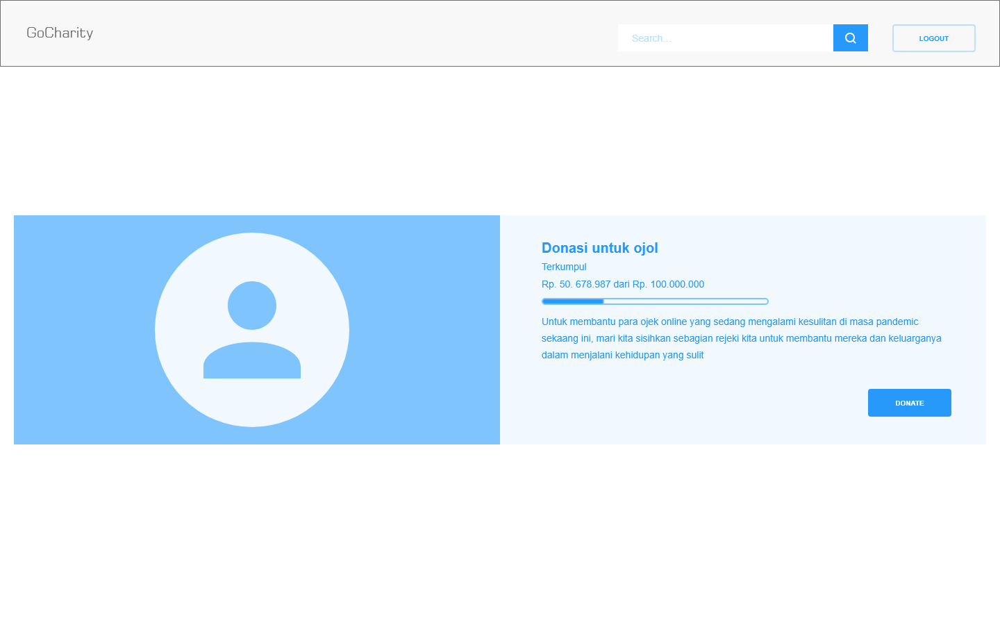 GoCharity
Search...
LOGOUT
Donasi untuk ojol
Terkumpul
Rp. 50. 678.987 dari Rp. 100.000.000
Untuk membantu para ojek online yang sedang mengalami kesulitan di masa pandemic
sekaang ini, mari kita sisihkan sebagian rejeki kita untuk membantu mereka dan keluarganya
dalam menjalani kehidupan yang sulit
DONATE